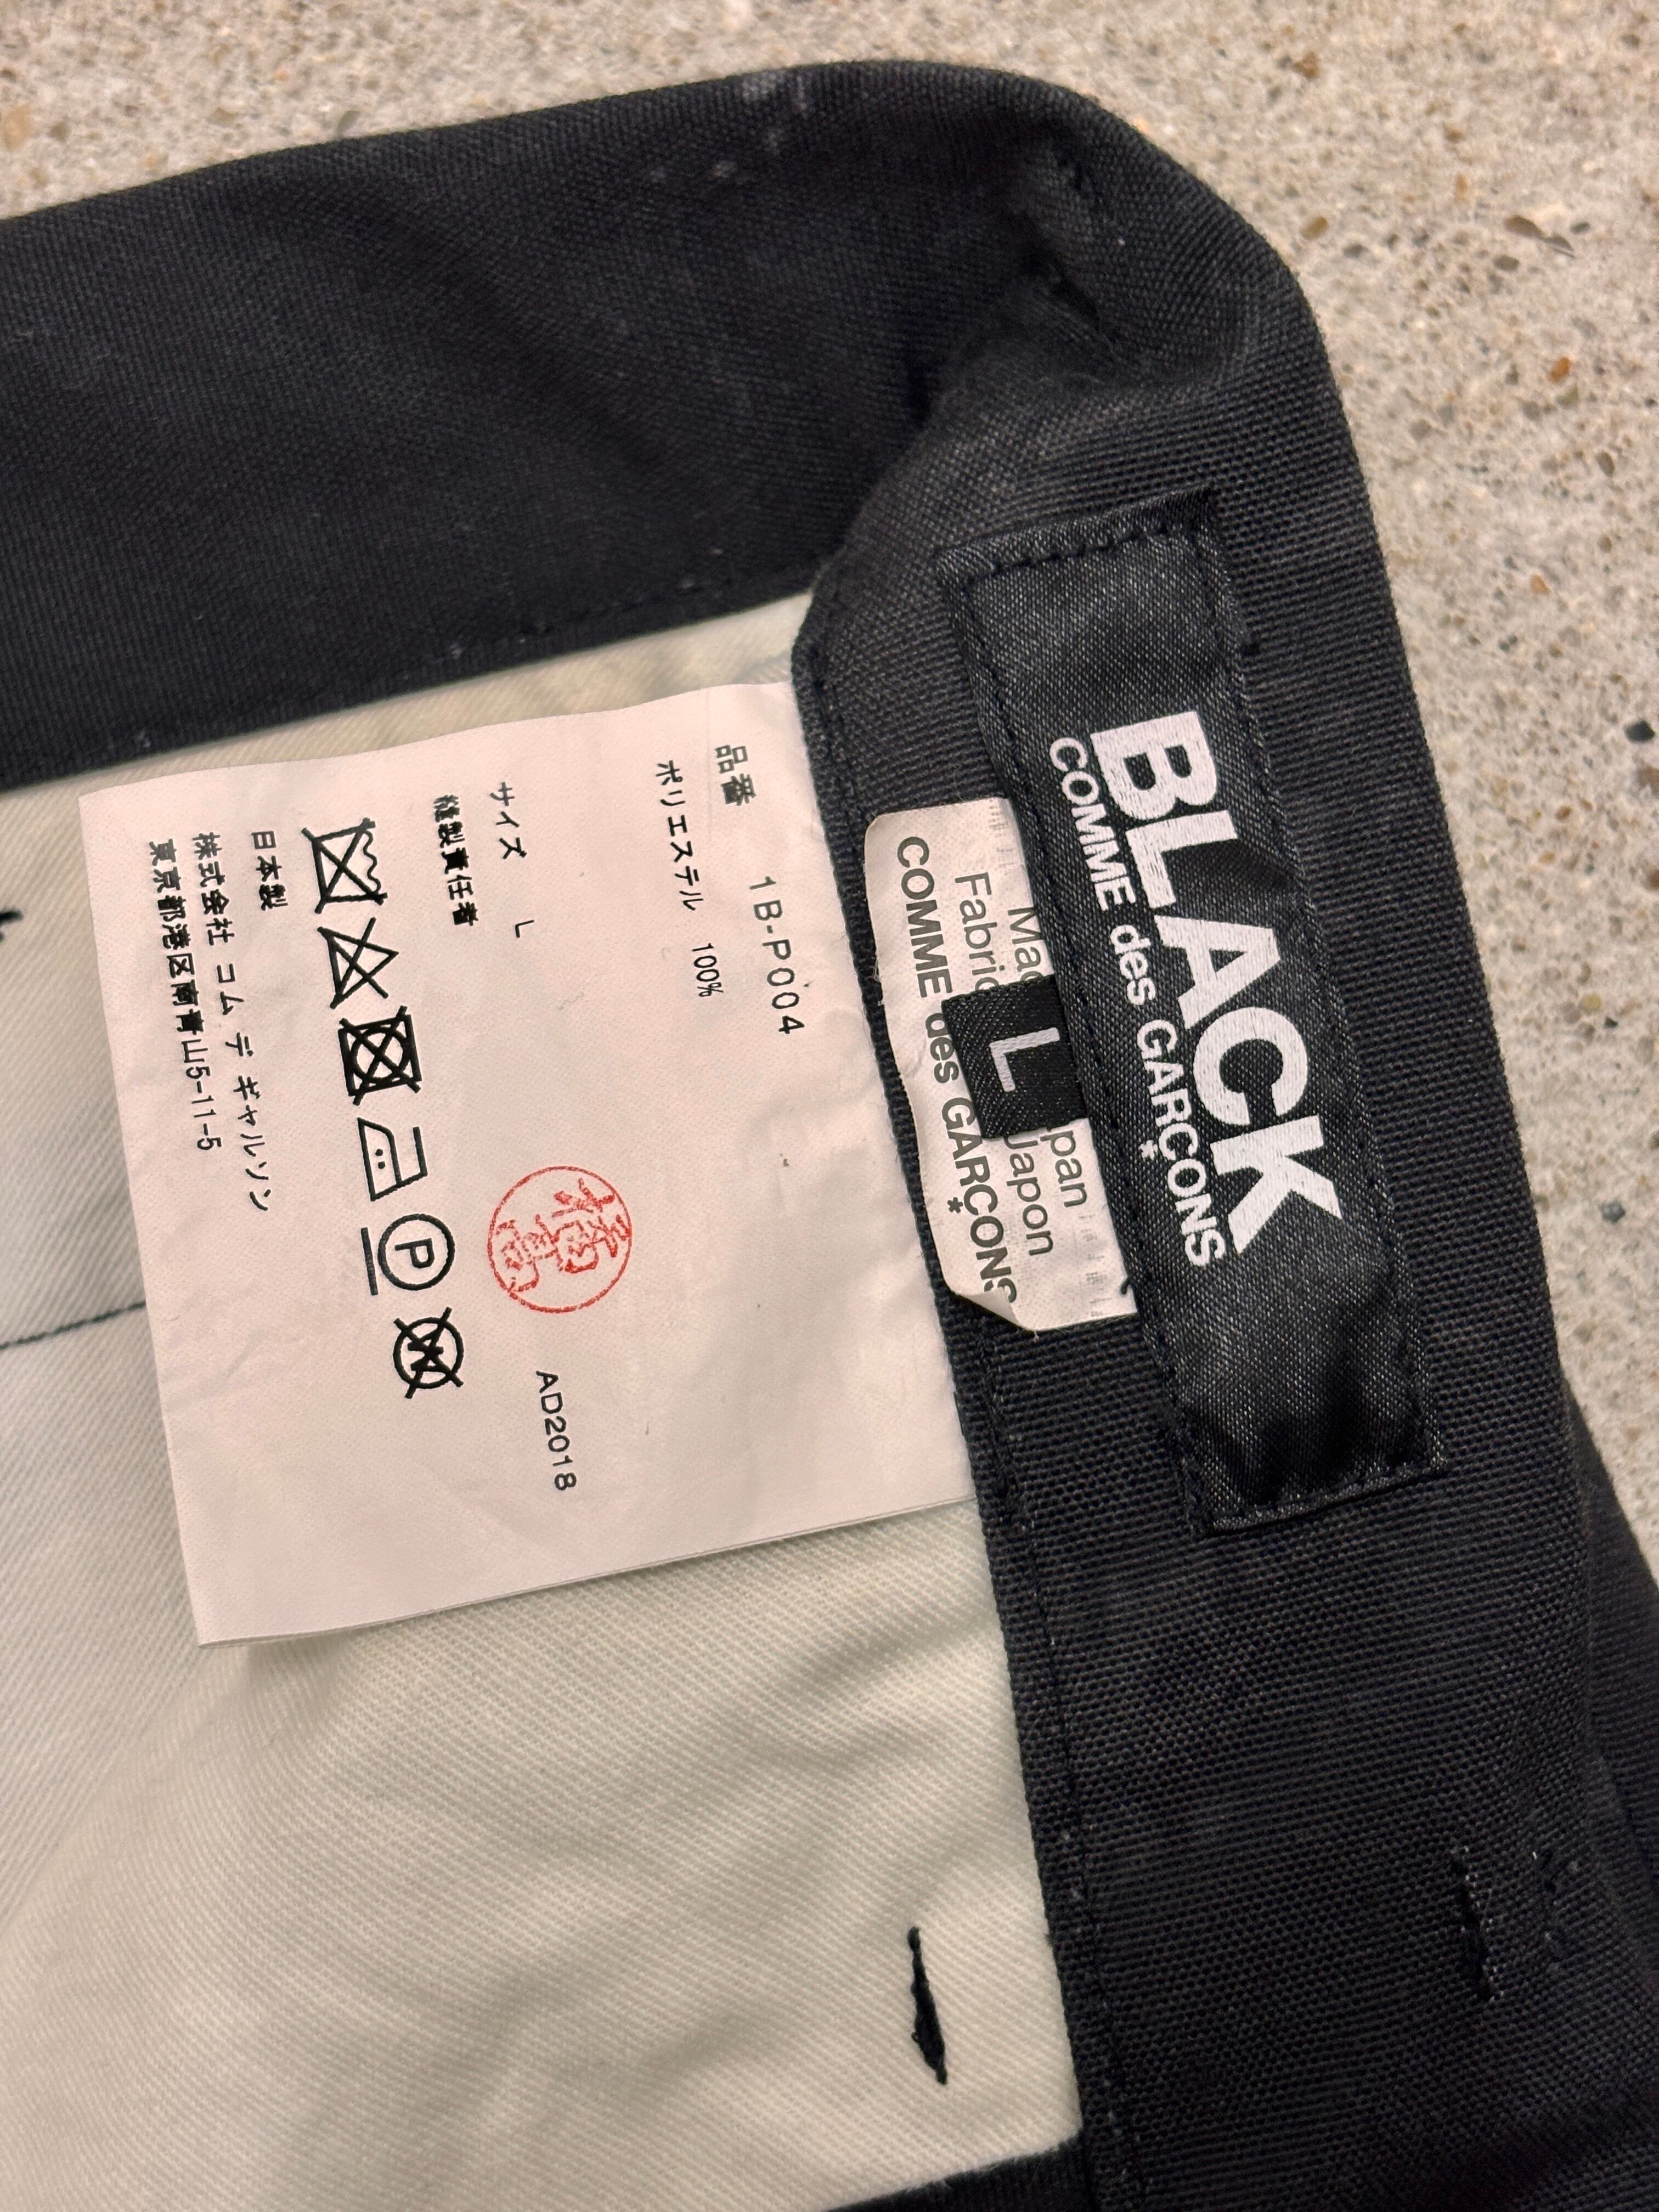 BLACK
COMME des GARÇONS
L
Japon
COMME des GARÇONS
品番 1B-P004
ポリエステル 100%
サイズ L
縫製責任者
AD2018
P
W
日本製
株式会社 コム デ ギャルソン
東京都港区南青山5-11-5